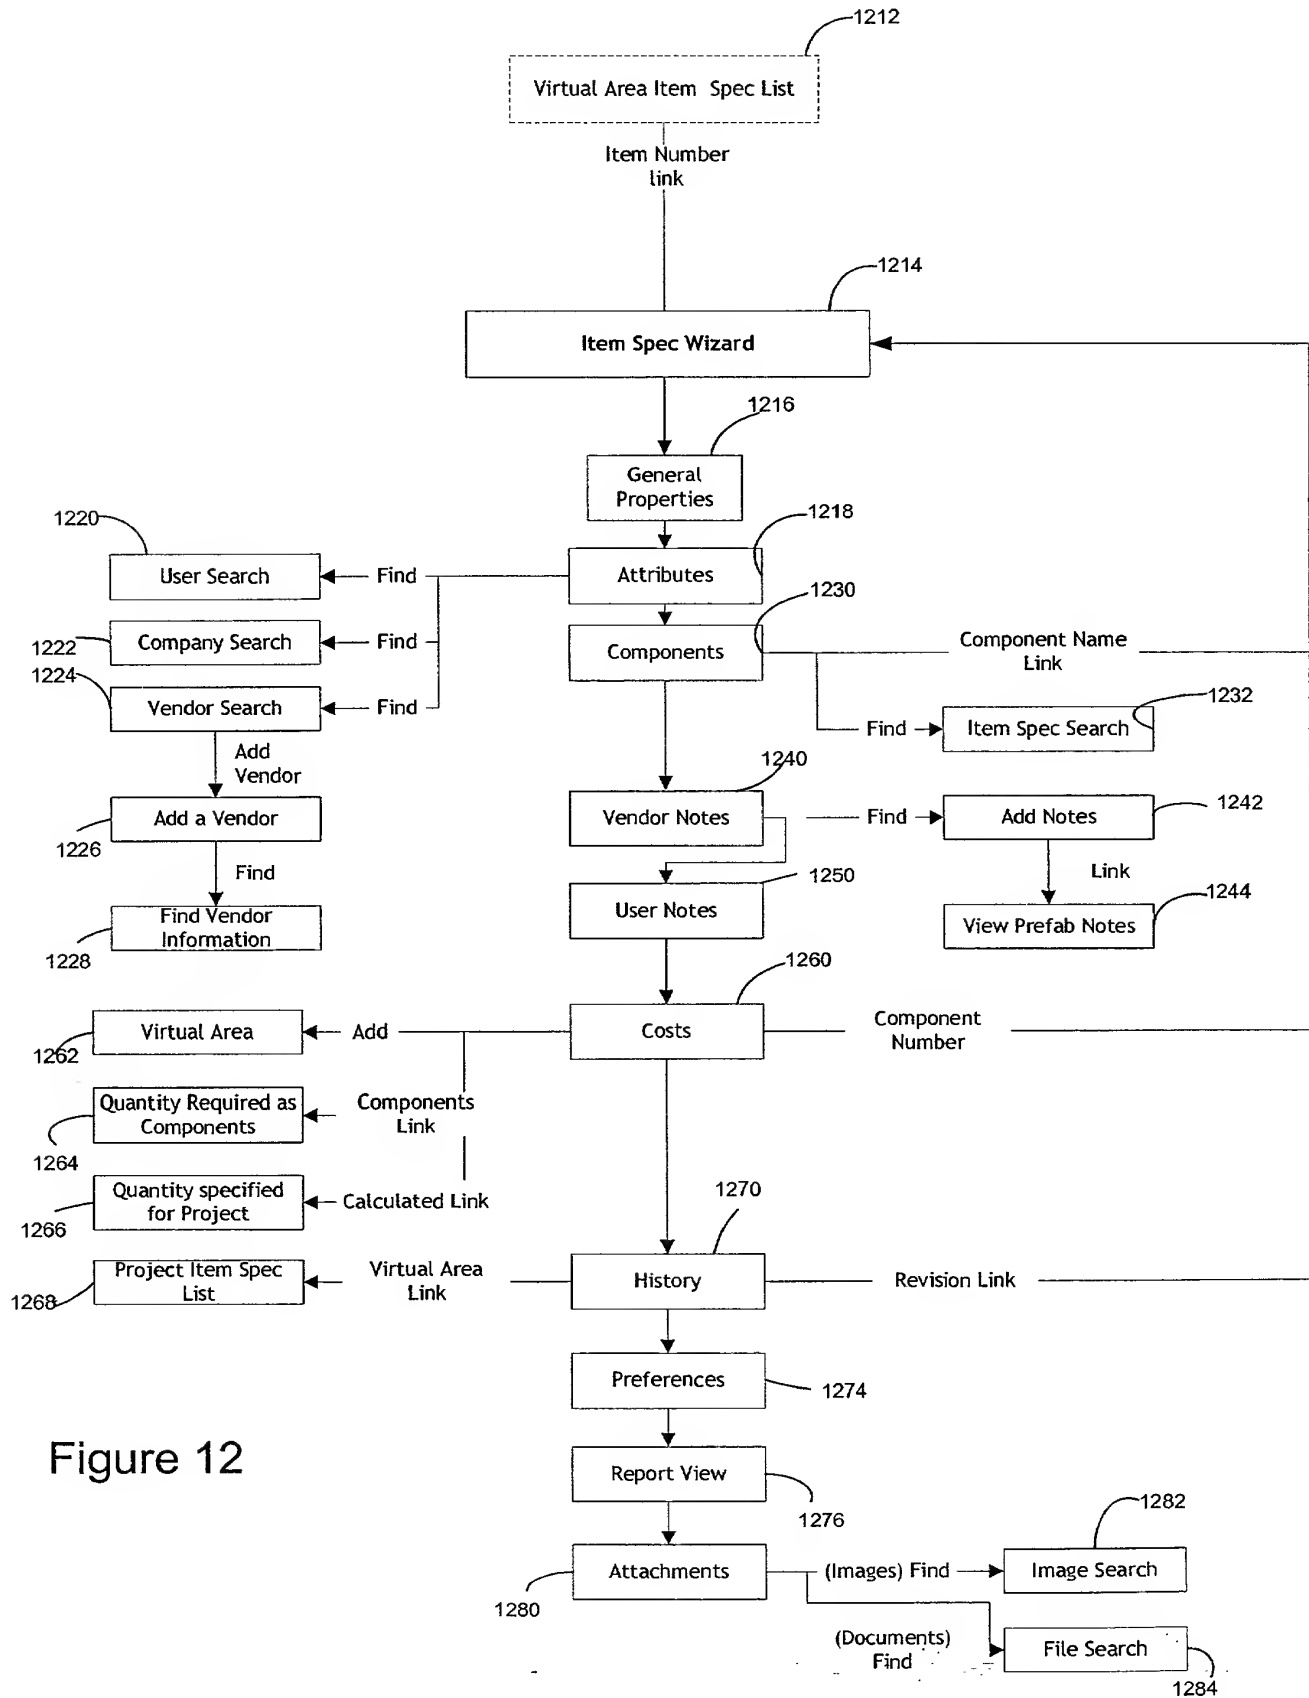 1212
Virtual Area Item Spec List
Item Number
link
1214
Item Spec Wizard
1216
General
Properties
1218
1220
User Search
Find
Attributes
1230
1222
Company Search
Find
Components
Component Name
Link
1224
Vendor Search
Find
1232
Find
Item Spec Search
Add
Vendor
1240
1226
Add a Vendor
Vendor Notes
Find
Add Notes
1242
Find
1250
Link
1228
Find Vendor
Information
User Notes
View Prefab Notes
1244
1260
1262
Virtual Area
Add
Costs
Component
Number
1264
Quantity Required as
Components
Components
Link
1266
Quantity specified
for Project
Calculated Link
1270
1268
Project Item Spec
List
Virtual Area
Link
History
Revision Link
Preferences
1274
Figure 12
Report View
1276
1282
1280
Attachments
(Images) Find
Image Search
(Documents)
Find
File Search
1284